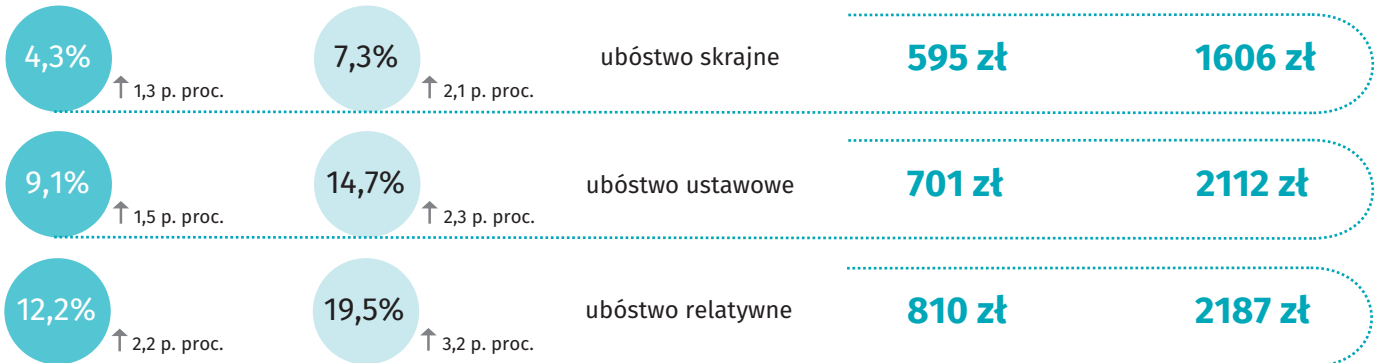 4,3% ↑ 1,3 p. proc. 7,3% ↑ 2,1 p. proc. ubóstwo skrajne 595 zł 1606 zł
9,1% ↑ 1,5 p. proc. 14,7% ↑ 2,3 p. proc. ubóstwo ustawowe 701 zł 2112 zł
12,2% ↑ 2,2 p. proc. 19,5% ↑ 3,2 p. proc. ubóstwo relatywne 810 zł 2187 zł